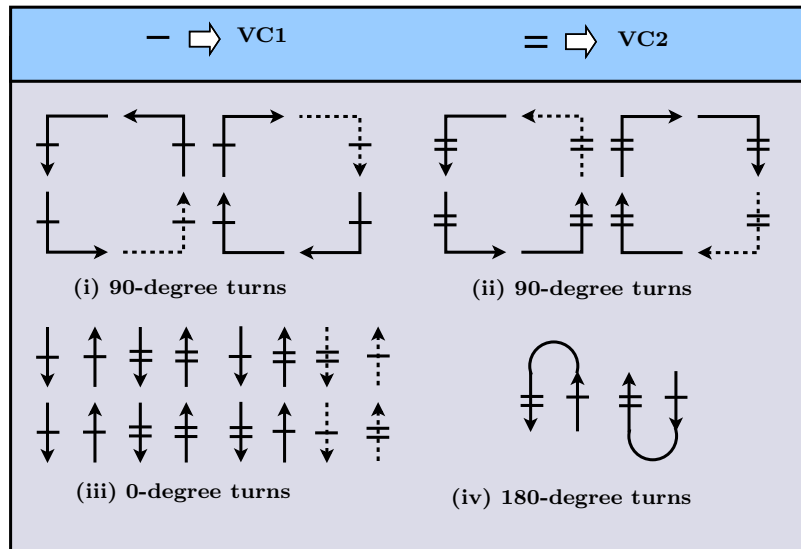 VC1
VC2
(i) 90-degree turns
(ii) 90-degree turns
(iii) 0-degree turns
(iv) 180-degree turns